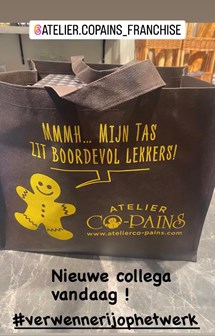 @ATELIER.COPAINS_FRANCHISE
MMMH... MIJN TAS
ZIT BOORDEVOL LEKKERS!
ATELIER
CO-PAINS
www.atelierco-pains.com
Nieuwe collega
vandaag !
#verwennerijophetwerk